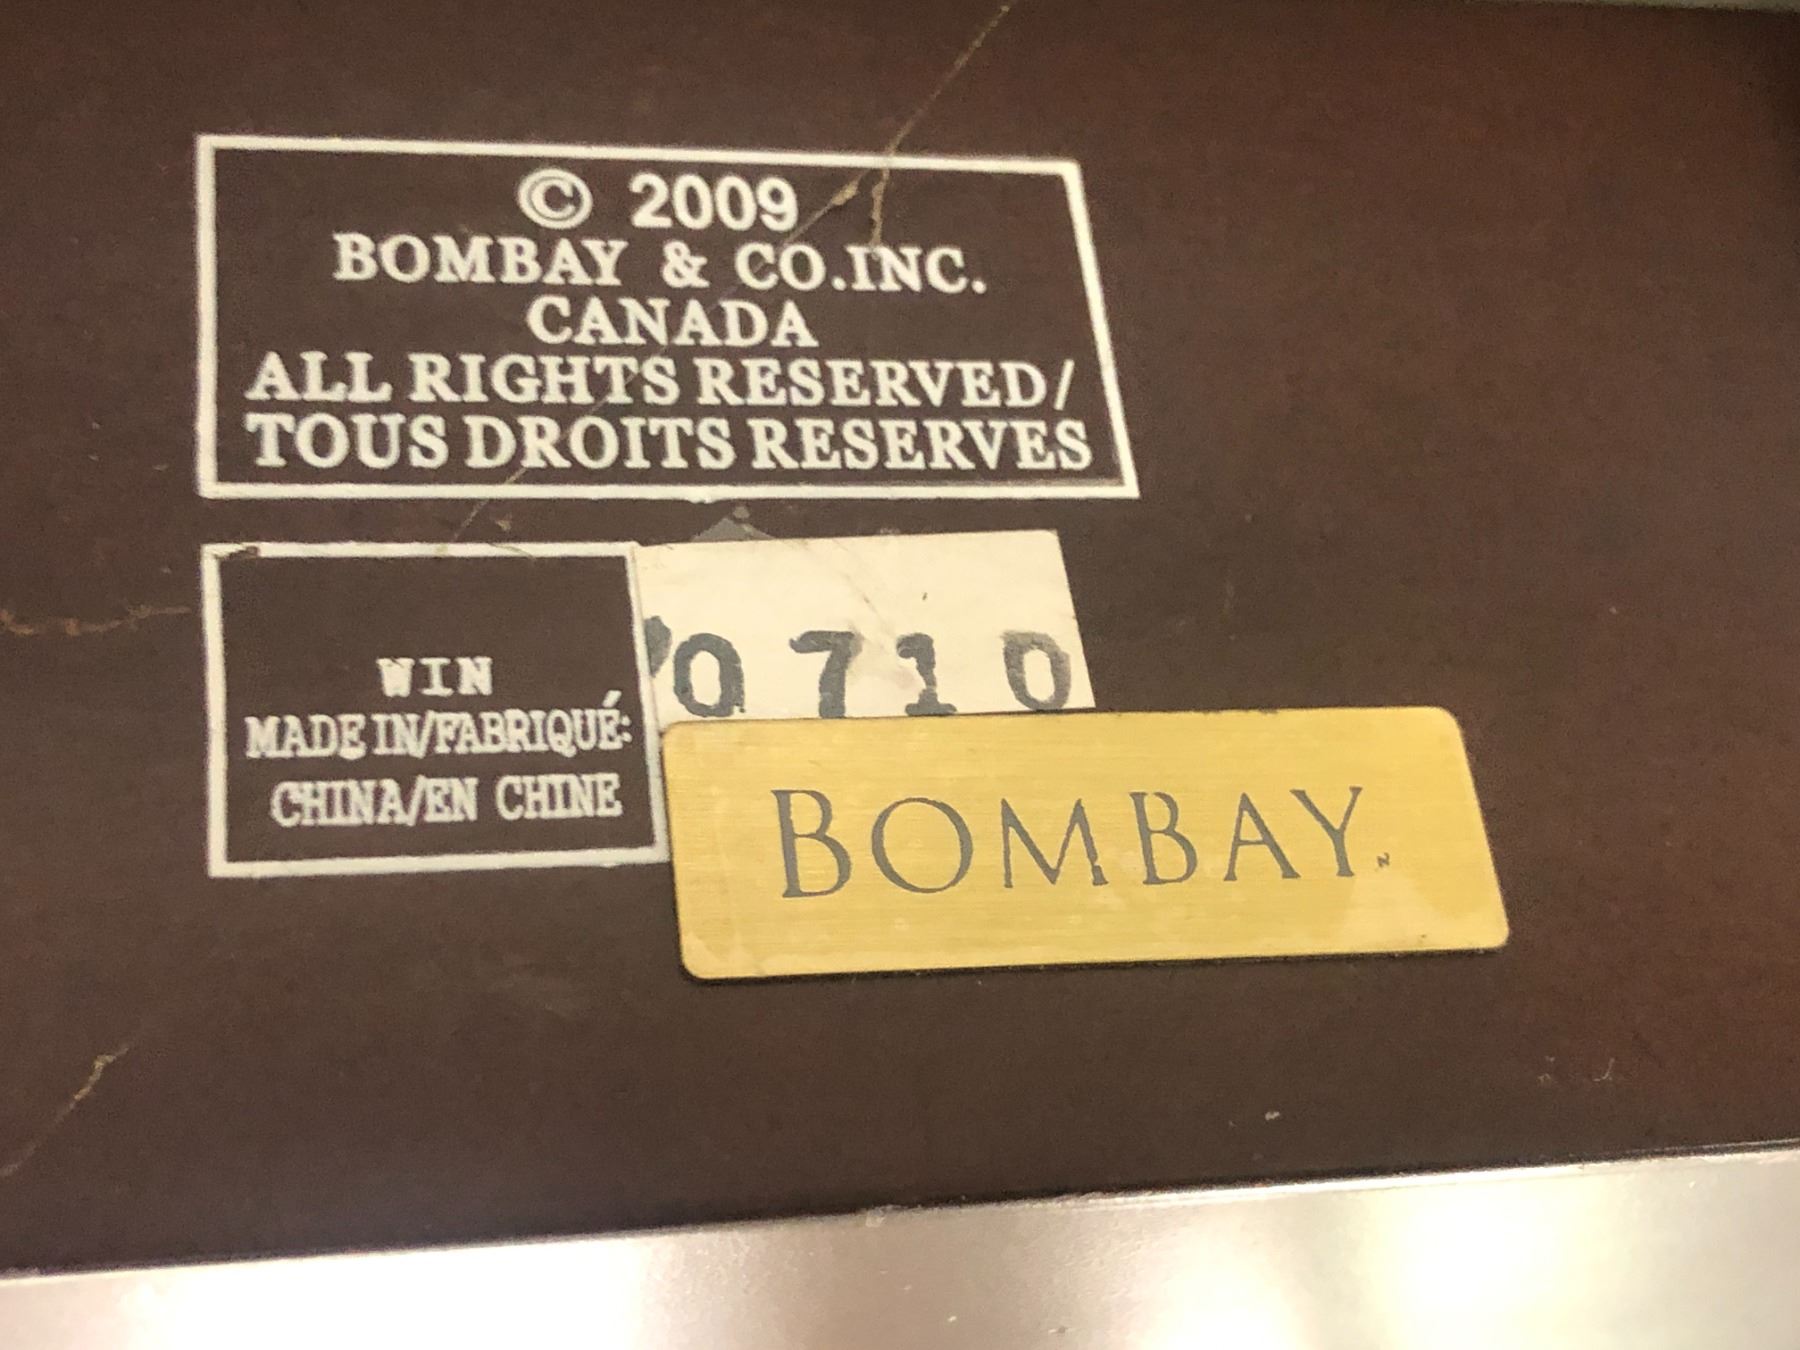 © 2009
BOMBAY & CO.INC.
CANADA
ALL RIGHTS RESERVED/
TOUS DROITS RESERVES
WIN
MADE IN/FABRIQUÉ:
CHINA/EN CHINE
0710
BOMBAY